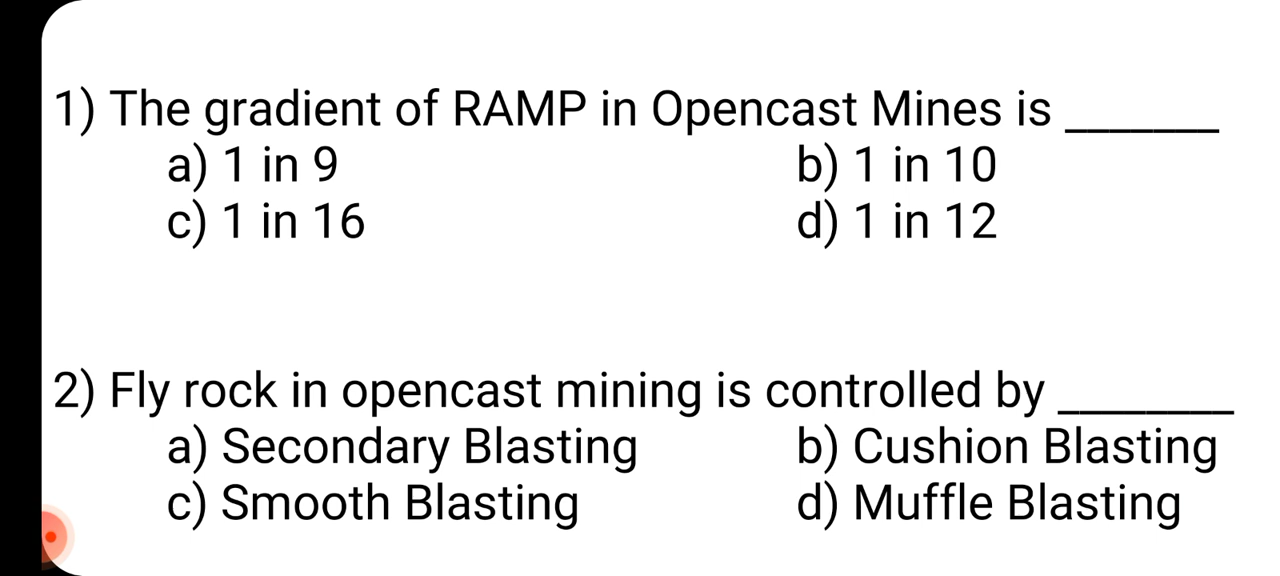 1) The gradient of RAMP in Opencast Mines is _______
a) 1 in 9 b) 1 in 10
c) 1 in 16 d) 1 in 12
2) Fly rock in opencast mining is controlled by ________
a) Secondary Blasting b) Cushion Blasting
c) Smooth Blasting d) Muffle Blasting